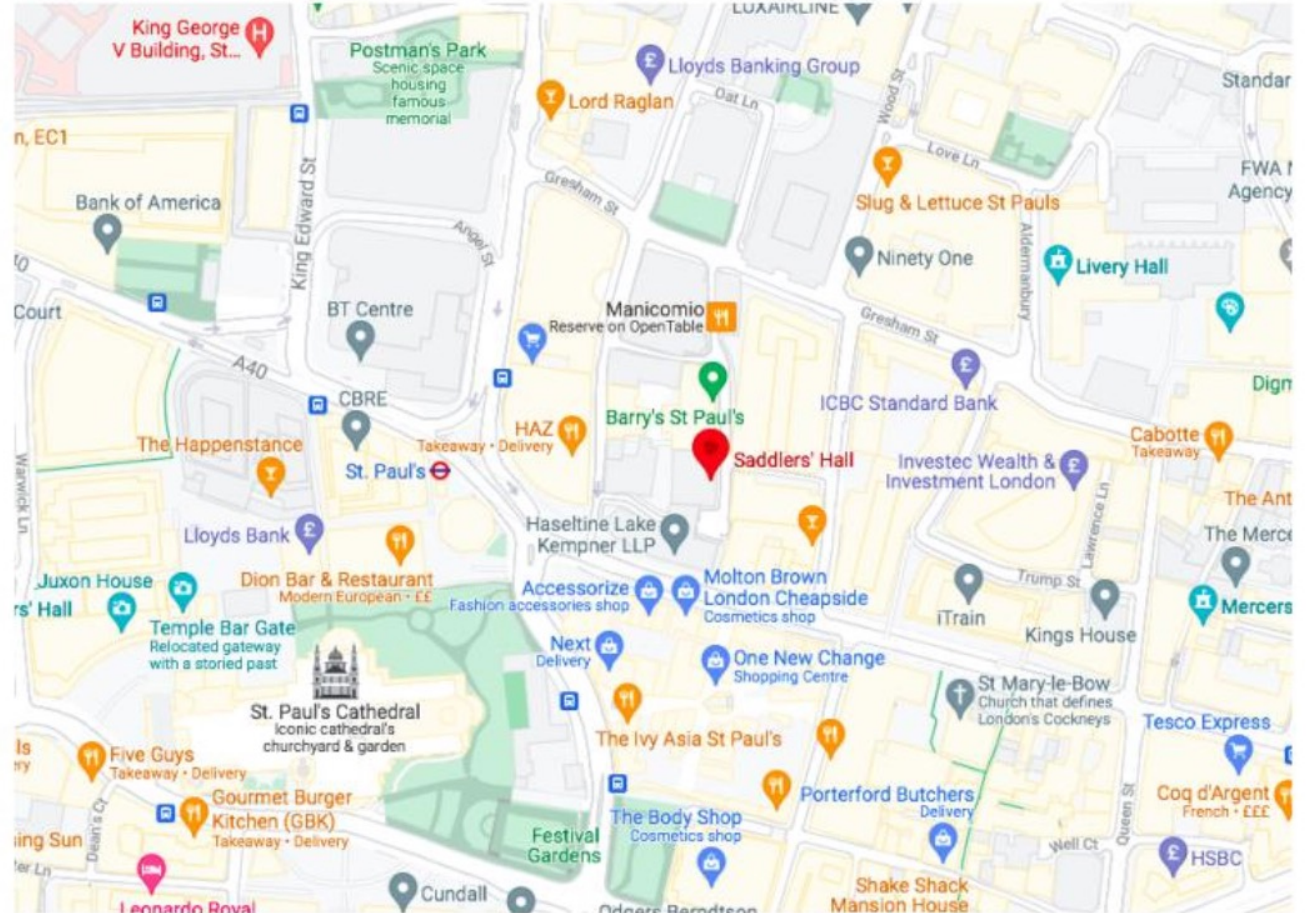 LUXAIRLINE
King George
V Building, St...
Postman's Park
Scenic space
housing
famous
memorial
Lloyds Banking Group
Standar
Lord Raglan
Oat Ln
Wood St
n, EC1
Love Ln
FWA
Agency
Bank of America
King Edward St
Gresham St
Slug & Lettuce St Pauls
Angel St
Aldermanbury
Ninety One
Livery Hall
Court
BT Centre
Manicomio
Reserve on OpenTable
Gresham St
A40
CBRE
Barry's St Paul's
ICBC Standard Bank
Dign
The Happenstance
HAZ
Takeaway • Delivery
Cabotte
Takeaway
St. Paul's
Saddlers' Hall
Investec Wealth &
Investment London
Warwick Ln
Lawrence Ln
The Ant
Lloyds Bank
Haseltine Lake
Kempner LLP
The Merce
Juxon House
rs' Hall
Dion Bar & Restaurant
Modern European • ££
Accessorize
Fashion accessories shop
Molton Brown
London Cheapside
Cosmetics shop
Trump St
iTrain
Kings House
Mercers
Temple Bar Gate
Relocated gateway
with a storied past
Next
Delivery
One New Change
Shopping Centre
St. Paul's Cathedral
Iconic cathedral's
churchyard & garden
St Mary-le-Bow
Church that defines
London's Cockneys
Tesco Express
The Ivy Asia St Paul's
ls
ery
Five Guys
Takeaway • Delivery
Gourmet Burger
Kitchen (GBK)
Takeaway • Delivery
Porterford Butchers
Delivery
Coq d'Argent
French • £££
The Body Shop
Cosmetics shop
Queen St
Dean's Ct
Festival
Gardens
sing Sun
Well Ct
HSBC
ter Ln
Cundall
Shake Shack
Mansion House
Leonardo Royal
Odgers Berndtson